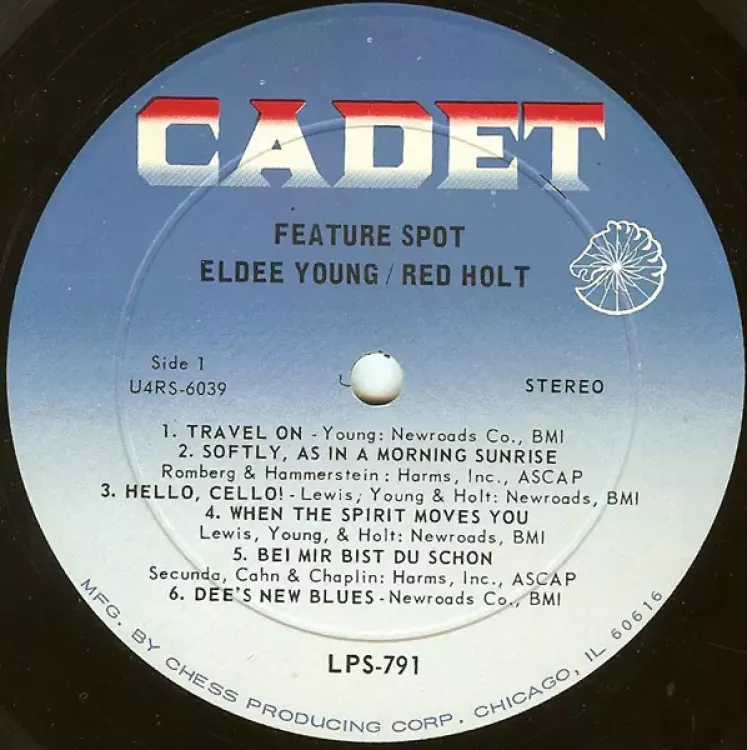 CADET
FEATURE SPOT
ELDEE YOUNG / RED HOLT
Side 1
U4RS-6039
STEREO
1. TRAVEL ON - Young: Newroads Co., BMI
2. SOFTLY, AS IN A MORNING SUNRISE
Romberg & Hammerstein : Harms, Inc., ASCAP
3. HELLO, CELLO! - Lewis, Young & Holt: Newroads, BMI
4. WHEN THE SPIRIT MOVES YOU
Lewis, Young, & Holt: Newroads, BMI
5. BEI MIR BIST DU SCHON
Secunda, Cahn & Chaplin: Harms, Inc., ASCAP
6. DEE'S NEW BLUES - Newroads Co., BMI
LPS-791
MFG. BY CHESS PRODUCING CORP. CHICAGO, IL 60616